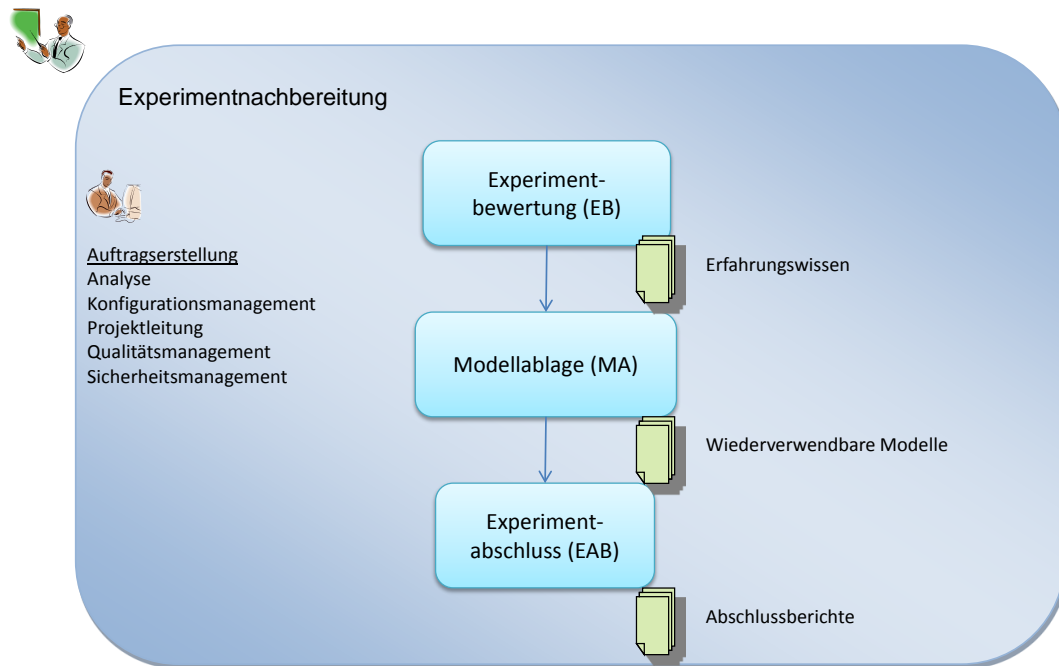 Experimentnachbereitung
Experiment-
bewertung (EB)
Auftragserstellung
Analyse
Konfigurationsmanagement
Projektleitung
Qualitätsmanagement
Sicherheitsmanagement
Erfahrungswissen
Modellablage (MA)
Wiederverwendbare Modelle
Experiment-
abschluss (EAB)
Abschlussberichte